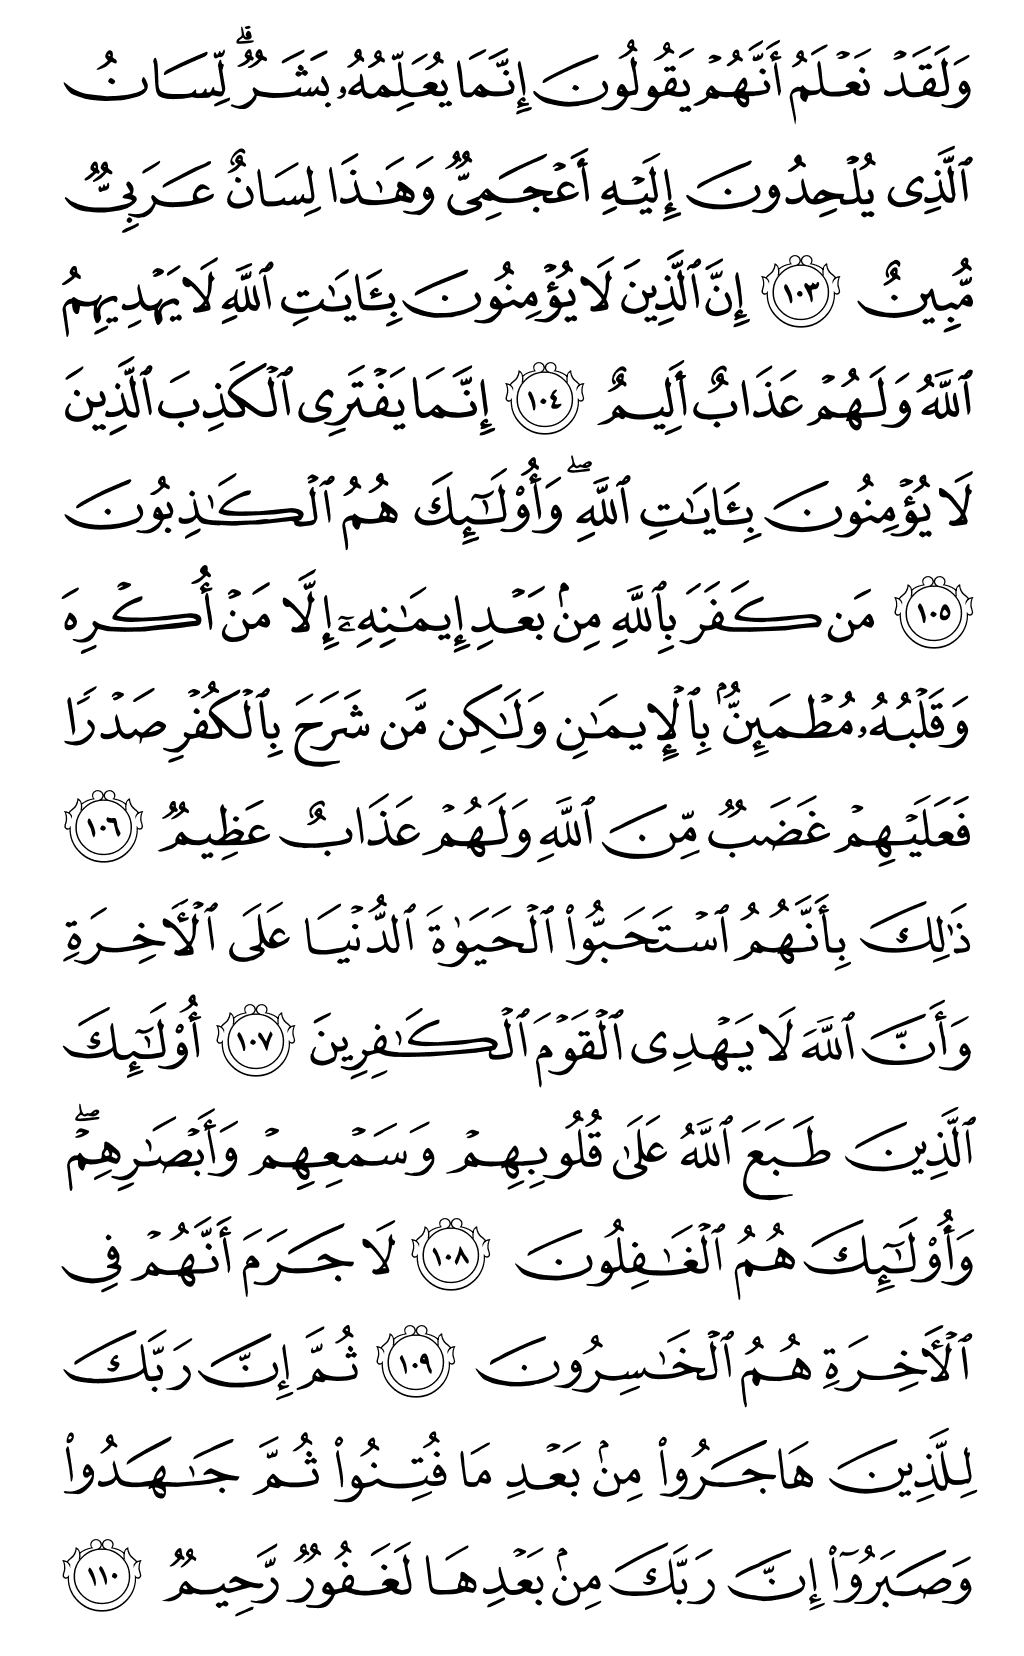 وَلَقَدۡ نَعۡلَمُ أَنَّهُمۡ يَقُولُونَ إِنَّمَا يُعَلِّمُهُۥ بَشَرٞۗ لِّسَانُ
ٱلَّذِي يُلۡحِدُونَ إِلَيۡهِ أَعۡجَمِيّٞ وَهَٰذَا لِسَانٌ عَرَبِيّٞ
مُّبِينٌ ١٠٣ إِنَّ ٱلَّذِينَ لَا يُؤۡمِنُونَ بِـَٔايَٰتِ ٱللَّهِ لَا يَهۡدِيهِمُ
ٱللَّهُ وَلَهُمۡ عَذَابٌ أَلِيمٌ ١٠٤ إِنَّمَا يَفۡتَرِي ٱلۡكَذِبَ ٱلَّذِينَ
لَا يُؤۡمِنُونَ بِـَٔايَٰتِ ٱللَّهِۖ وَأُوْلَٰٓئِكَ هُمُ ٱلۡكَٰذِبُونَ
١٠٥ مَن كَفَرَ بِٱللَّهِ مِنۢ بَعۡدِ إِيمَٰنِهِۦٓ إِلَّا مَنۡ أُكۡرِهَ
وَقَلۡبُهُۥ مُطۡمَئِنُّۢ بِٱلۡإِيمَٰنِ وَلَٰكِن مَّن شَرَحَ بِٱلۡكُفۡرِ صَدۡرٗا
فَعَلَيۡهِمۡ غَضَبٞ مِّنَ ٱللَّهِ وَلَهُمۡ عَذَابٌ عَظِيمٞ ١٠٦
ذَٰلِكَ بِأَنَّهُمُ ٱسۡتَحَبُّواْ ٱلۡحَيَوٰةَ ٱلدُّنۡيَا عَلَى ٱلۡأٓخِرَةِ
وَأَنَّ ٱللَّهَ لَا يَهۡدِي ٱلۡقَوۡمَ ٱلۡكَٰفِرِينَ ١٠٧ أُوْلَٰٓئِكَ
ٱلَّذِينَ طَبَعَ ٱللَّهُ عَلَىٰ قُلُوبِهِمۡ وَسَمۡعِهِمۡ وَأَبۡصَٰرِهِمۡۖ
وَأُوْلَٰٓئِكَ هُمُ ٱلۡغَٰفِلُونَ ١٠٨ لَا جَرَمَ أَنَّهُمۡ فِي
ٱلۡأٓخِرَةِ هُمُ ٱلۡخَٰسِرُونَ ١٠٩ ثُمَّ إِنَّ رَبَّكَ
لِلَّذِينَ هَاجَرُواْ مِنۢ بَعۡدِ مَا فُتِنُواْ ثُمَّ جَٰهَدُواْ
وَصَبَرُوٓاْ إِنَّ رَبَّكَ مِنۢ بَعۡدِهَا لَغَفُورٞ رَّحِيمٞ ١١٠